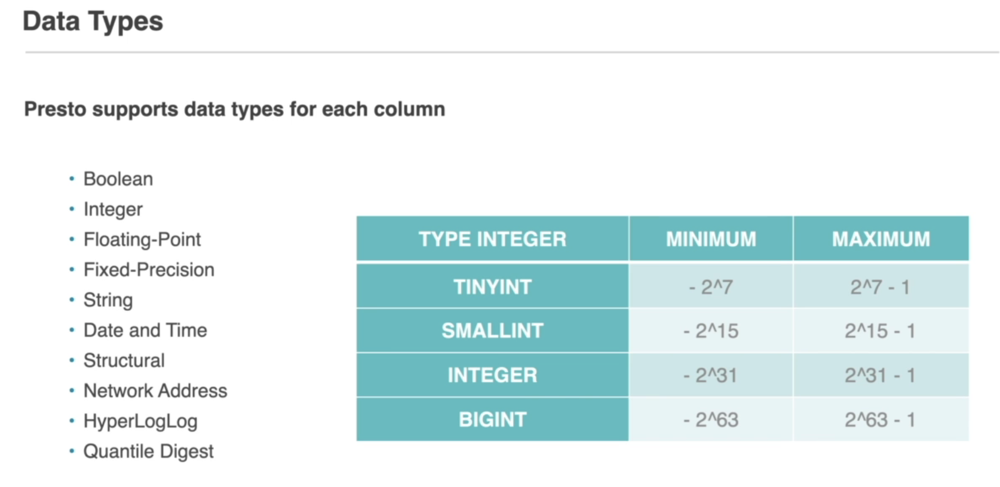 Data Types
Presto supports data types for each column
• Boolean
• Integer
• Floating-Point
• Fixed-Precision
• String
• Date and Time
• Structural
• Network Address
• HyperLogLog
• Quantile Digest
TYPE INTEGER MINIMUM MAXIMUM
TINYINT - 2^7 2^7 - 1
SMALLINT - 2^15 2^15 - 1
INTEGER - 2^31 2^31 - 1
BIGINT - 2^63 2^63 - 1